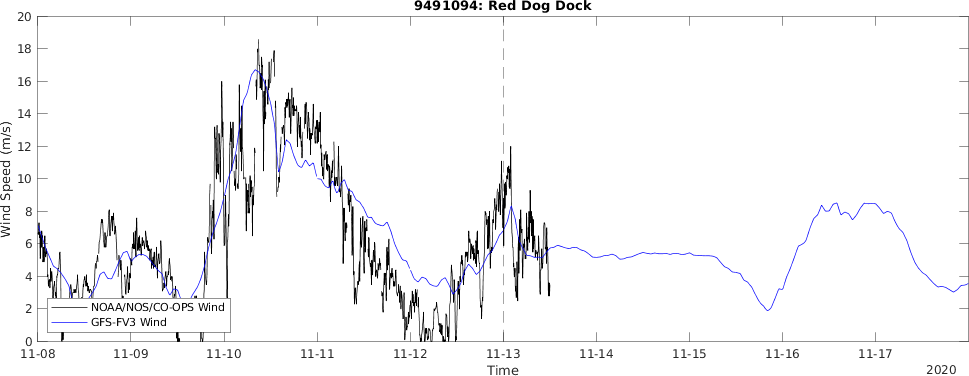 9491094: Red Dog Dock
Wind Speed (m/s)
20
18
16
14
12
10
8
6
4
2
0
NOAA/NOS/CO-OPS Wind
GFS-FV3 Wind
11-08 11-09 11-10 11-11 11-12 11-13 11-14 11-15 11-16 11-17
Time
2020